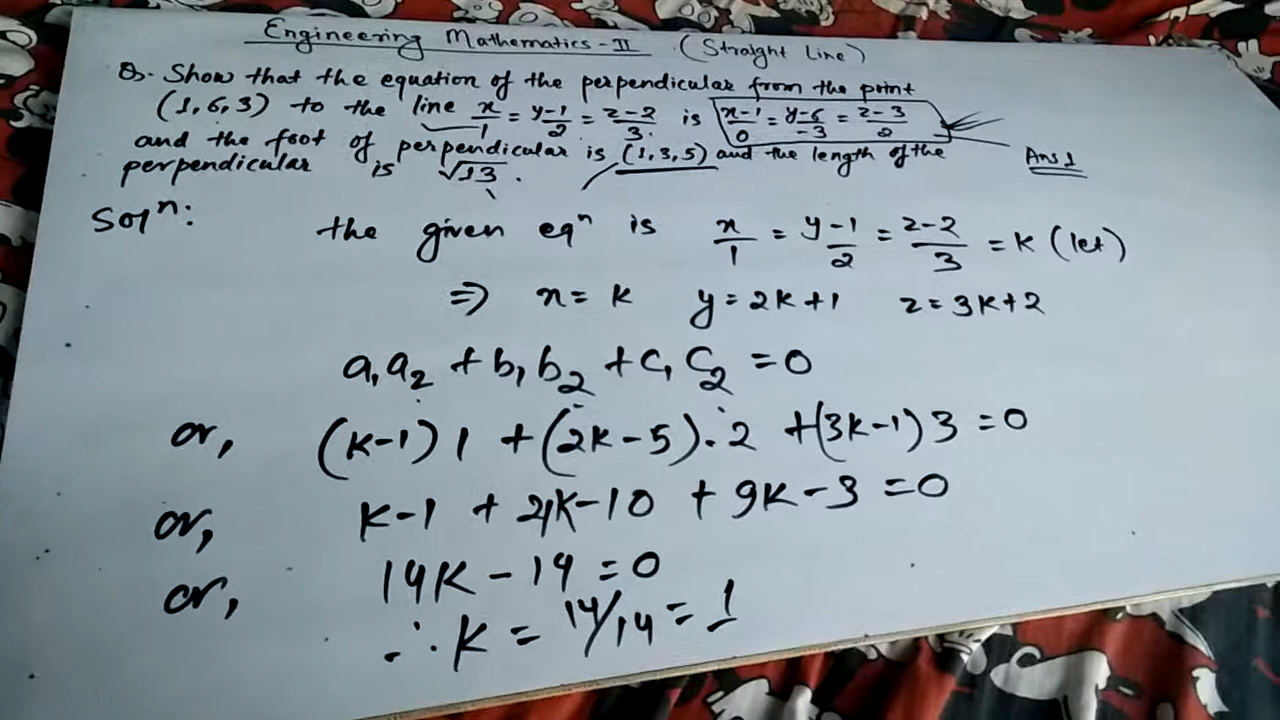 Engineering Mathematics-II (Straight Line)
Q. Show that the equation of the perpendicular from the point
(1,6,3) to the line x/1 = y-1/2 = z-2/3. is x-1/0 = y-6/-3 = z-3/2
and the foot of perpendicular is (1,3,5) and the length of the
perpendicular is √13.
Ans 1
Solⁿ: the given eqⁿ is x/1 = y-1/2 = z-2/3 = K (let)
⇒ x = K y = 2K+1 z = 3K+2
a₁a₂ + b₁b₂ + c₁c₂ = 0
or, (K-1) 1 + (2K-5).2 + (3K-1) 3 = 0
or, K-1 + 4K-10 + 9K-3 = 0
or, 14K - 14 = 0
∴ K = 14/14 = 1